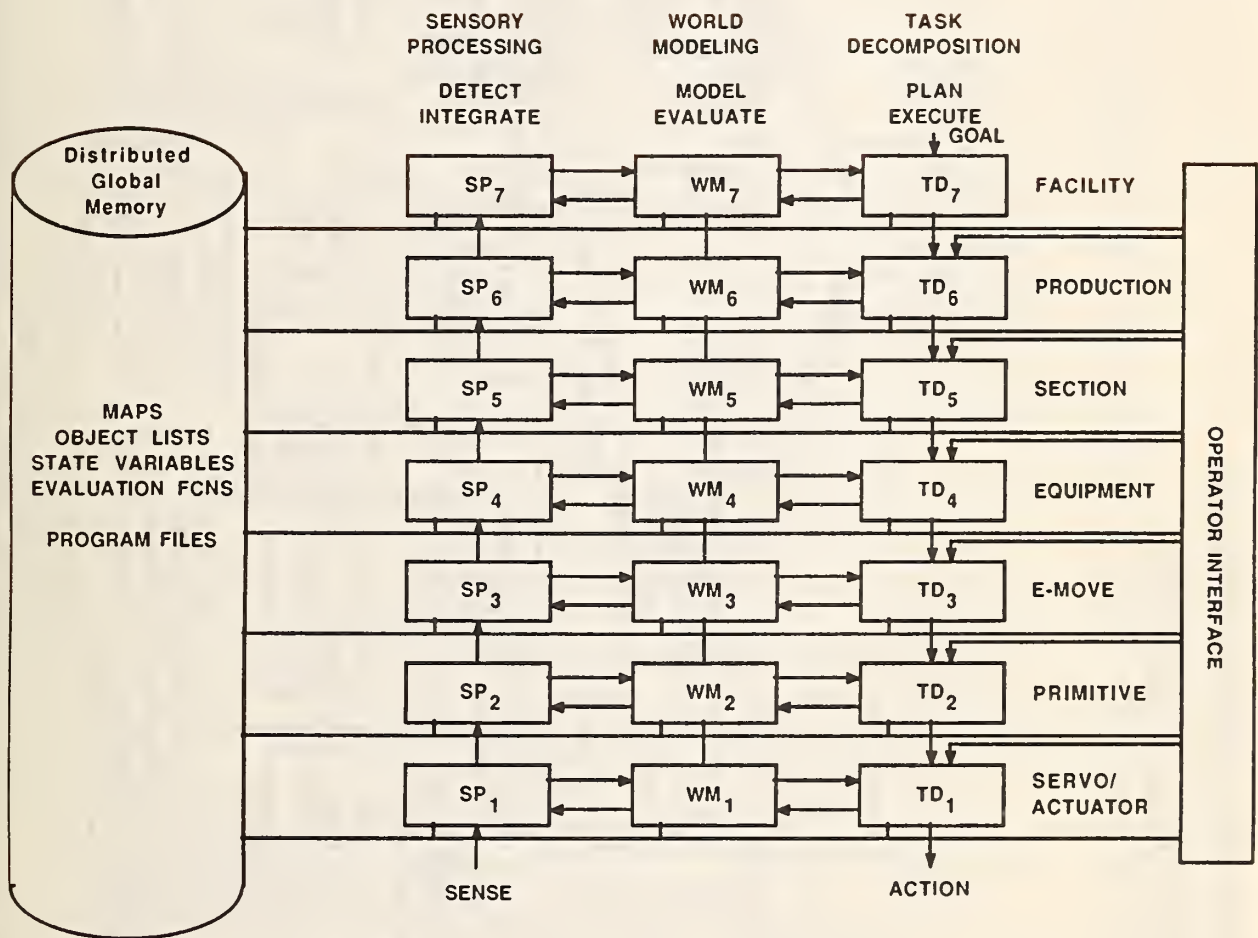 SENSORY PROCESSING
WORLD MODELING
TASK DECOMPOSITION
DETECT INTEGRATE
MODEL EVALUATE
PLAN EXECUTE
GOAL
Distributed
Global
Memory
SP7
WM7
TD7
FACILITY
SP6
WM6
TD6
PRODUCTION
SP5
WM5
TD5
SECTION
MAPS
OBJECT LISTS
STATE VARIABLES
EVALUATION FCNS
PROGRAM FILES
SP4
WM4
TD4
EQUIPMENT
SP3
WM3
TD3
E-MOVE
SP2
WM2
TD2
PRIMITIVE
SP1
WM1
TD1
SERVO/
ACTUATOR
SENSE
ACTION
OPERATOR INTERFACE